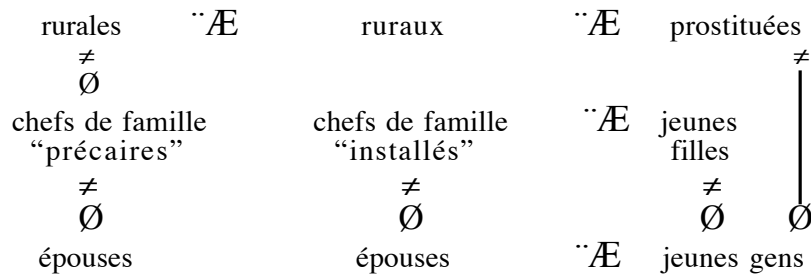 rurales ¨Æ ruraux ¨Æ prostituées
≠ ≠
Ø
chefs de famille chefs de famille ¨Æ jeunes
“précaires” “installés” filles
≠ ≠ ≠
Ø Ø Ø Ø
épouses épouses ¨Æ jeunes gens